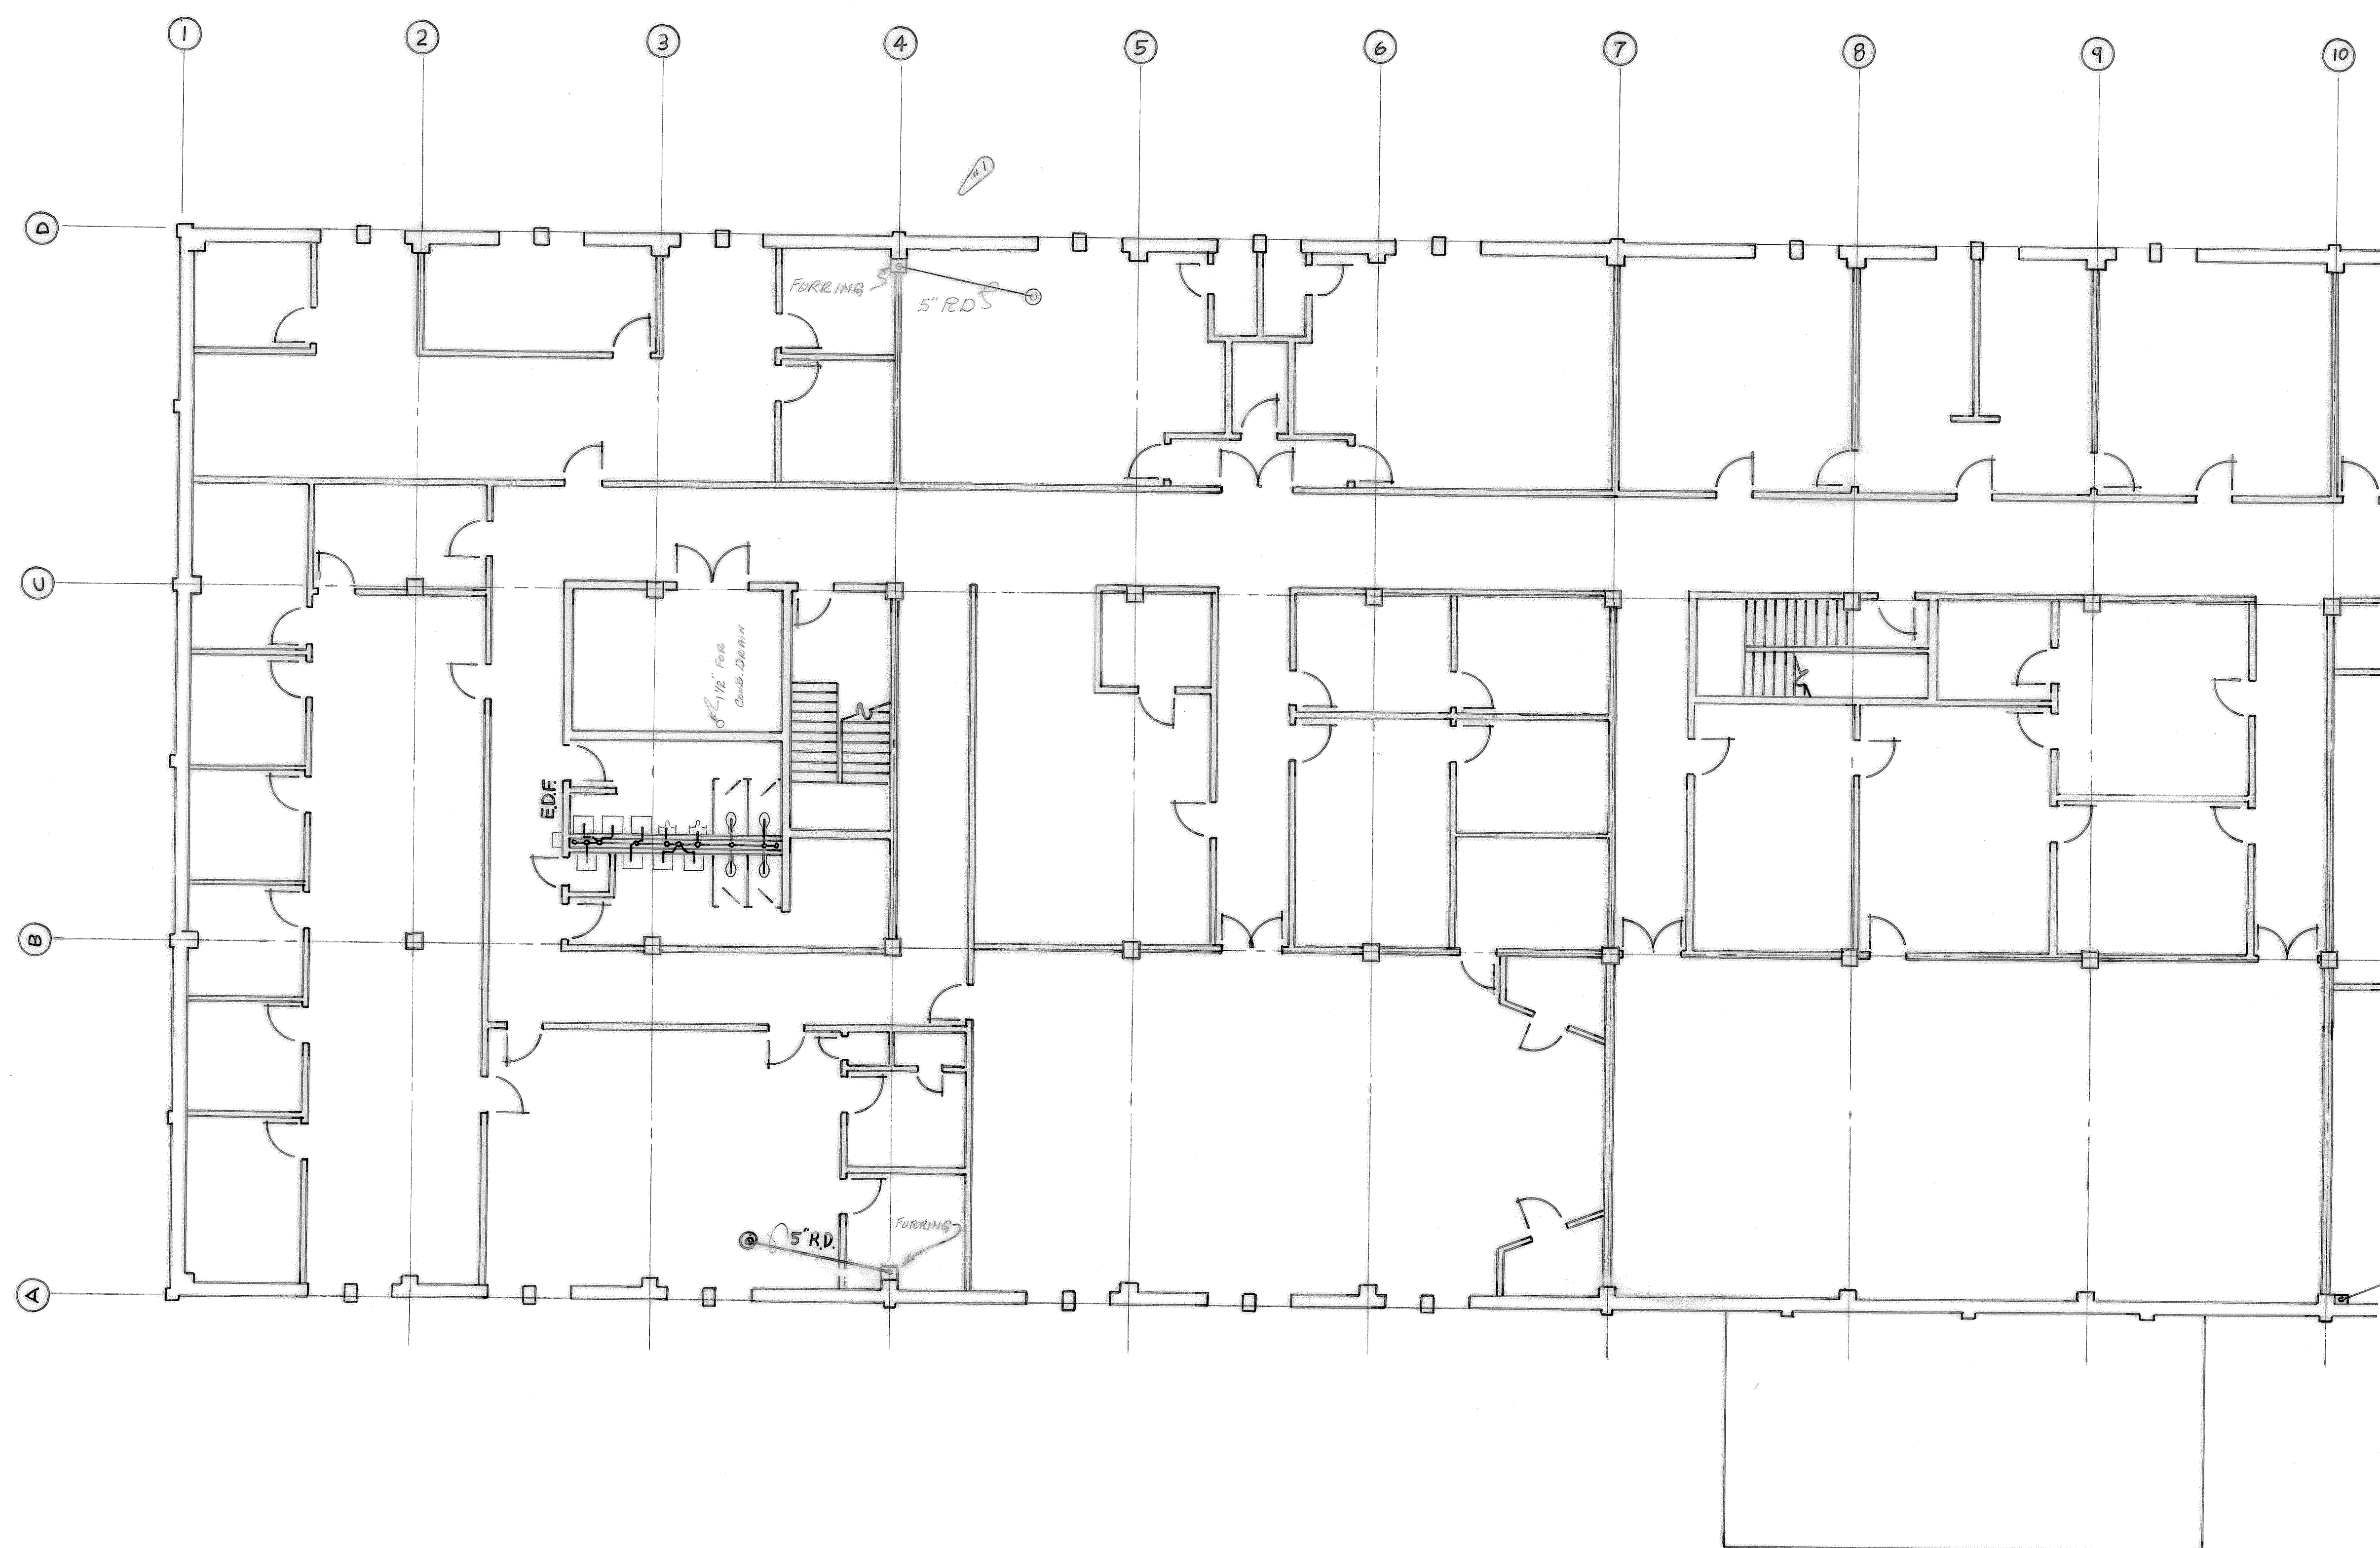 1 2 3 4 5 6 7 8 9 10
#1
D
FURRING
5" R.D
C
1 1/2" FOR
COND. DRAIN
E.D.F.
B
5" R.D.
FURRING
A